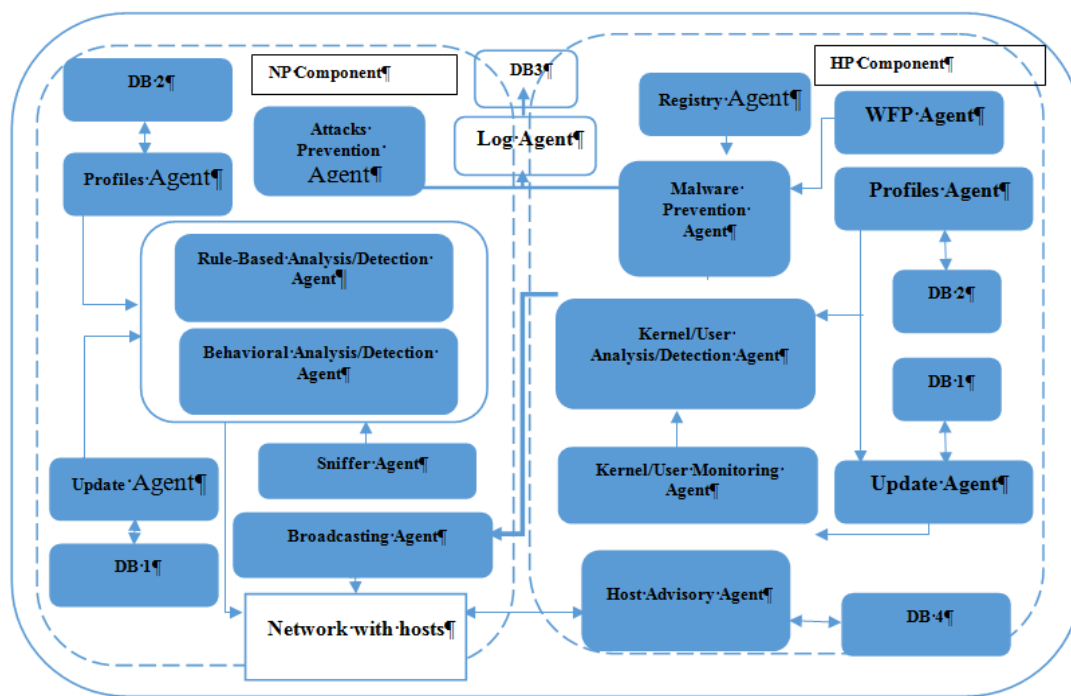 DB·2¶
NP·Component¶
DB3¶
HP·Component¶
Registry·Agent¶
WFP·Agent¶
Attacks·
Prevention·
Agent¶
Log·Agent¶
Profiles·Agent¶
Malware·
Prevention·
Agent¶
Profiles·Agent¶
Rule-Based·Analysis/Detection·
Agent¶
DB·2¶
Kernel/User·
Analysis/Detection·Agent¶
Behavioral·Analysis/Detection·
Agent¶
DB·1¶
Sniffer·Agent¶
Kernel/User·Monitoring·
Agent¶
Update·Agent¶
Update·Agent¶
Broadcasting·Agent¶
DB·1¶
Host·Advisory·Agent¶
DB·4¶
Network·with·hosts¶